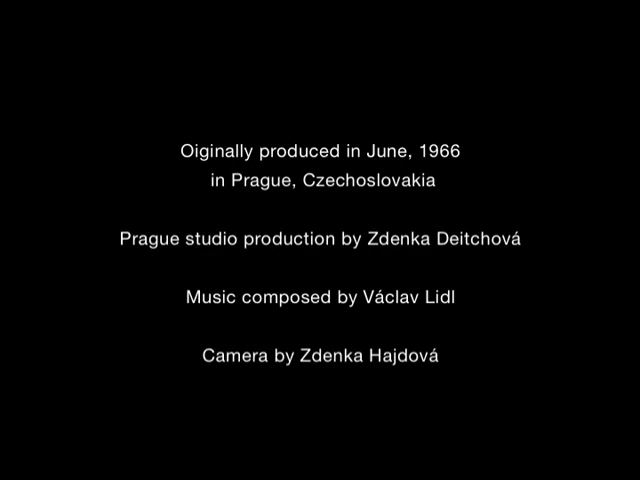 Oiginally produced in June, 1966
in Prague, Czechoslovakia
Prague studio production by Zdenka Deitchová
Music composed by Václav Lidl
Camera by Zdenka Hajdová